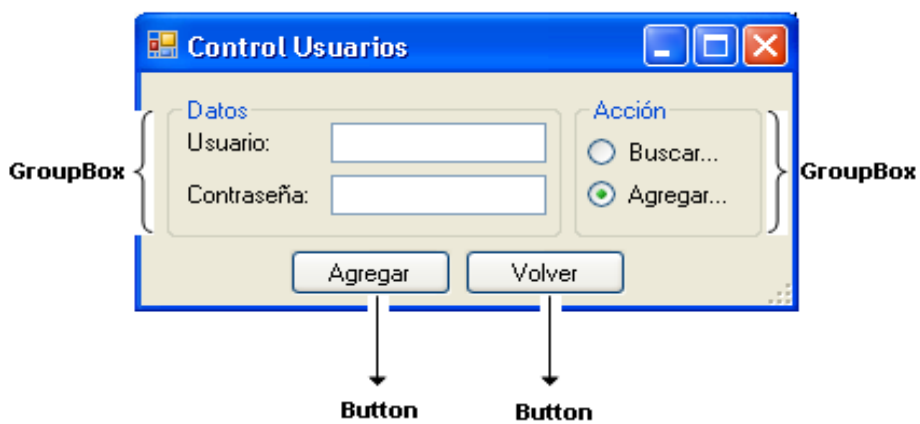 Control Usuarios
Datos
Usuario:
Contraseña:
Acción
Buscar...
Agregar...
GroupBox
GroupBox
Agregar
Volver
Button
Button